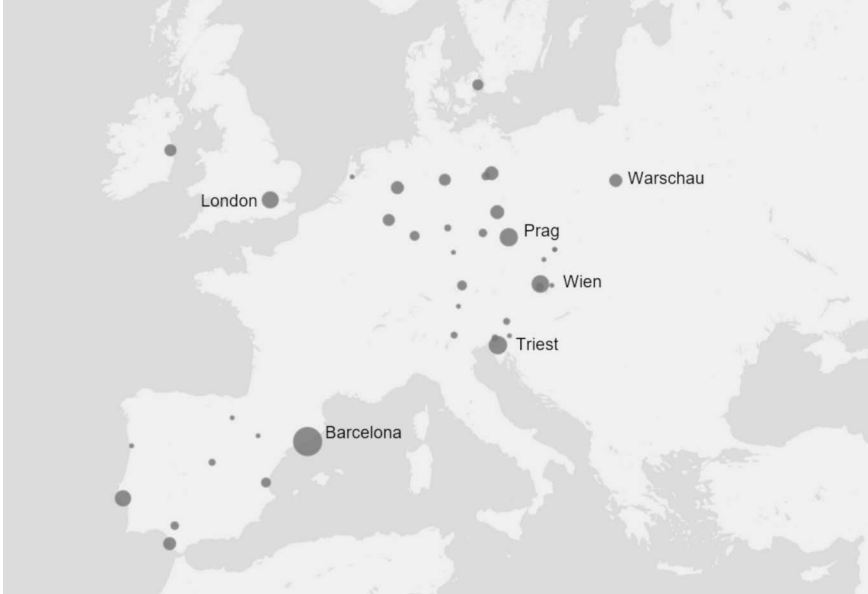 Warschau
London
Prag
Wien
Triest
Barcelona